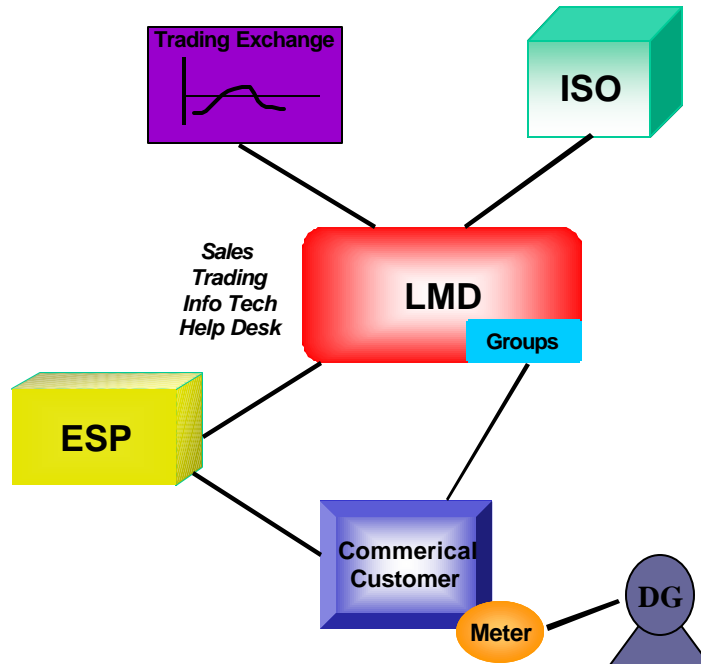 Trading Exchange
ISO
Sales
Trading
Info Tech
Help Desk
LMD
Groups
ESP
Commerical
Customer
Meter
DG